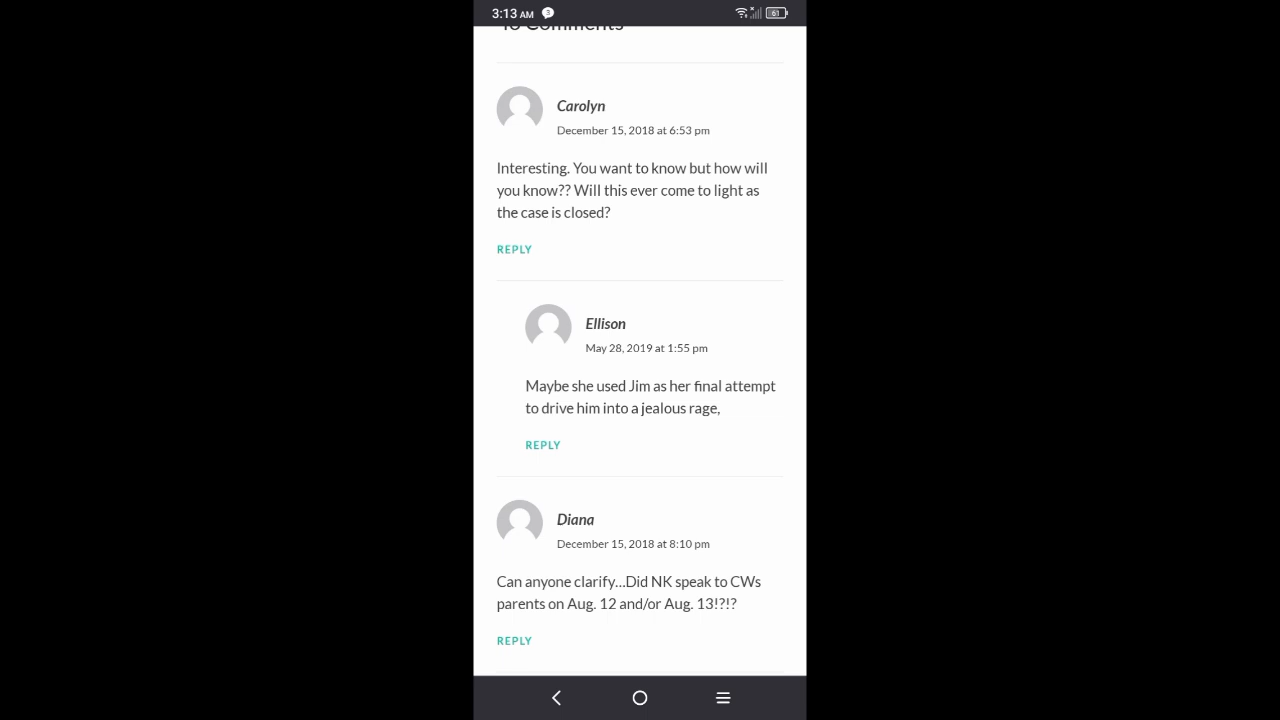 3:13 AM 3
61
Comments
Carolyn
December 15, 2018 at 6:53 pm
Interesting. You want to know but how will
you know?? Will this ever come to light as
the case is closed?
REPLY
Ellison
May 28, 2019 at 1:55 pm
Maybe she used Jim as her final attempt
to drive him into a jealous rage,
REPLY
Diana
December 15, 2018 at 8:10 pm
Can anyone clarify...Did NK speak to CWs
parents on Aug. 12 and/or Aug. 13!?!?
REPLY